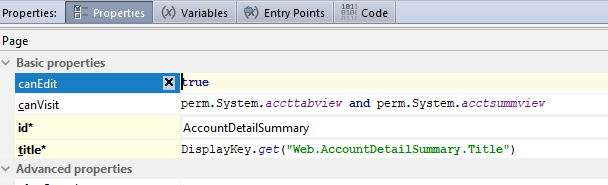 Properties: Properties (x) Variables Entry Points Code
Page
Basic properties
canEdit true
canVisit perm.System.accttabview and perm.System.acctsummview
id* AccountDetailSummary
title* DisplayKey.get("Web.AccountDetailSummary.Title")
Advanced properties